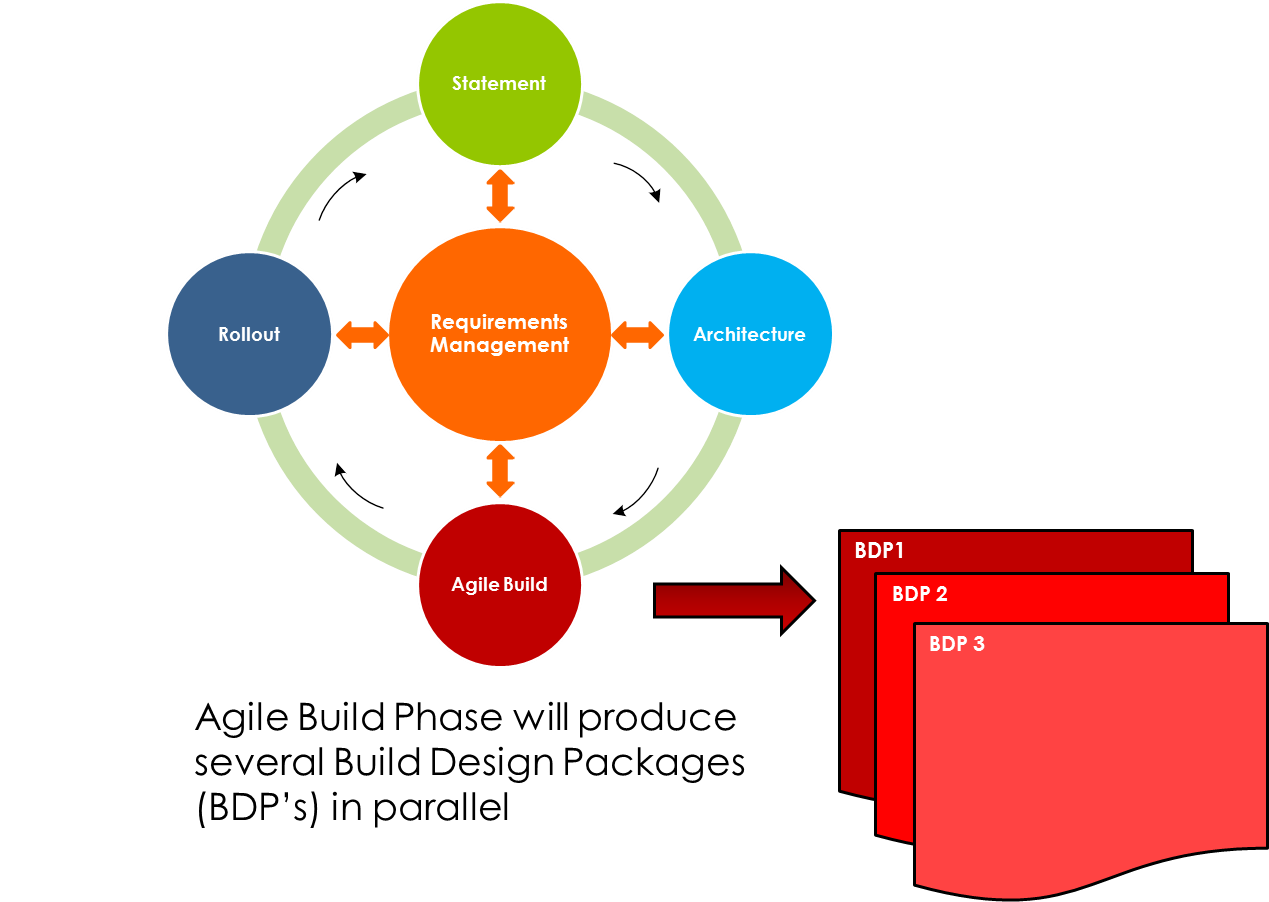 Statement
Rollout
Requirements
Management
Architecture
Agile Build
BDP1
BDP 2
BDP 3
Agile Build Phase will produce
several Build Design Packages
(BDP’s) in parallel